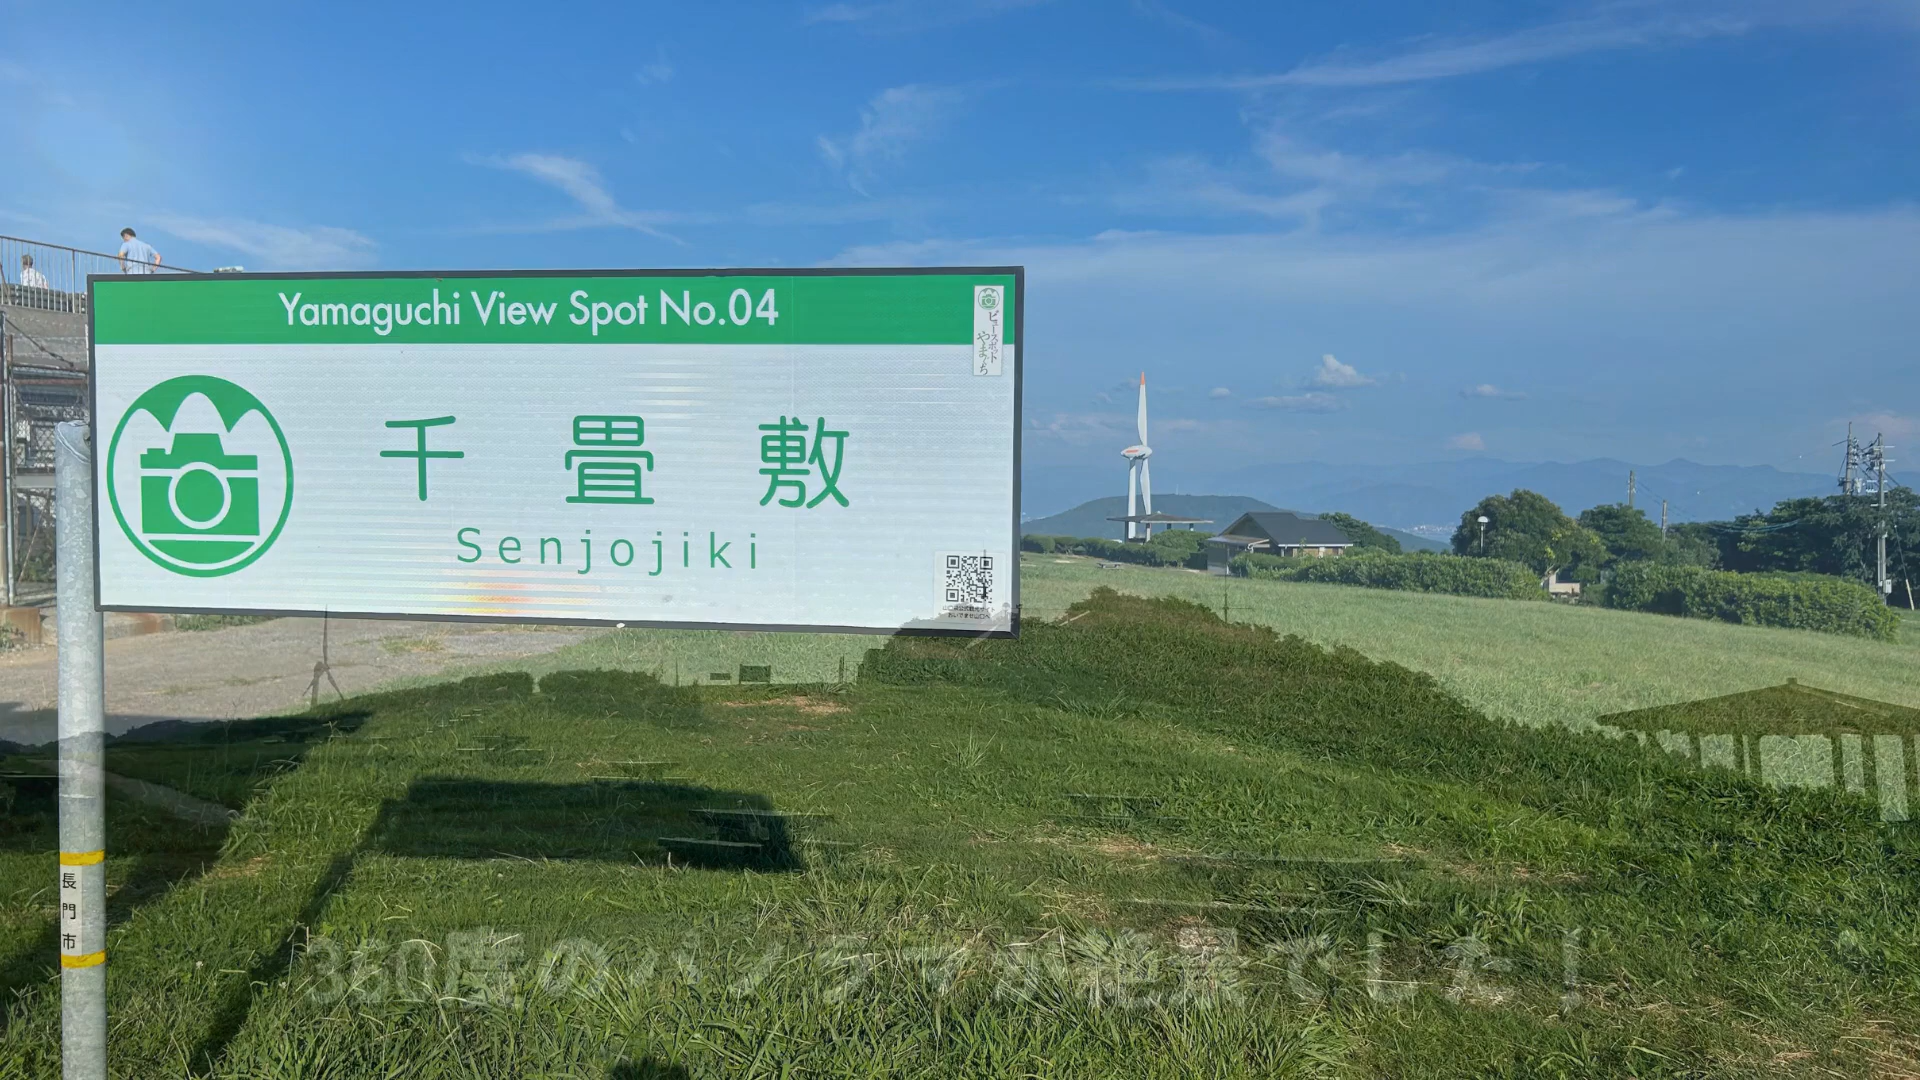 Yamaguchi View Spot No.04
ビュースポット
やまぐち
千畳敷
Senjojiki
長門市
360度のパノラマが絶景でした！